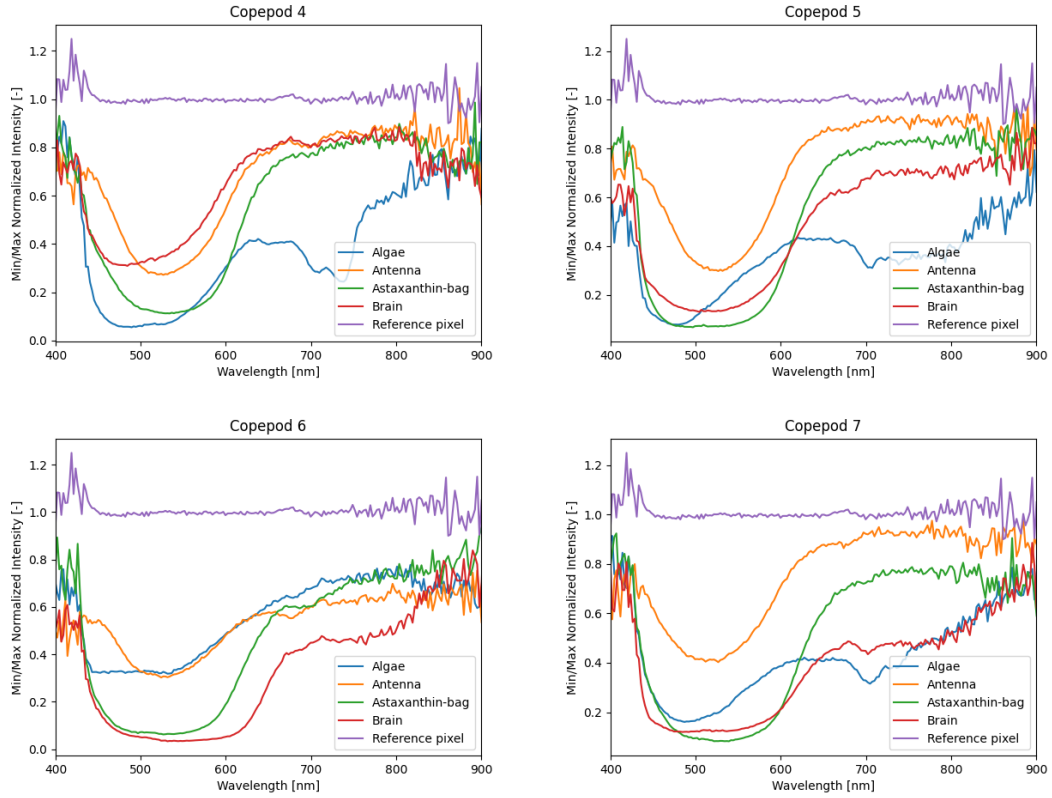 Copepod 4
Min/Max Normalized Intensity [-]
1.2
1.0
0.8
0.6
0.4
0.2
0.0
Algae
Antenna
Astaxanthin-bag
Brain
Reference pixel
400 500 600 700 800 900
Wavelength [nm]
Copepod 5
Min/Max Normalized Intensity [-]
1.2
1.0
0.8
0.6
0.4
0.2
Algae
Antenna
Astaxanthin-bag
Brain
Reference pixel
400 500 600 700 800 900
Wavelength [nm]
Copepod 6
Min/Max Normalized Intensity [-]
1.2
1.0
0.8
0.6
0.4
0.2
0.0
Algae
Antenna
Astaxanthin-bag
Brain
Reference pixel
400 500 600 700 800 900
Wavelength [nm]
Copepod 7
Min/Max Normalized Intensity [-]
1.2
1.0
0.8
0.6
0.4
0.2
Algae
Antenna
Astaxanthin-bag
Brain
Reference pixel
400 500 600 700 800 900
Wavelength [nm]